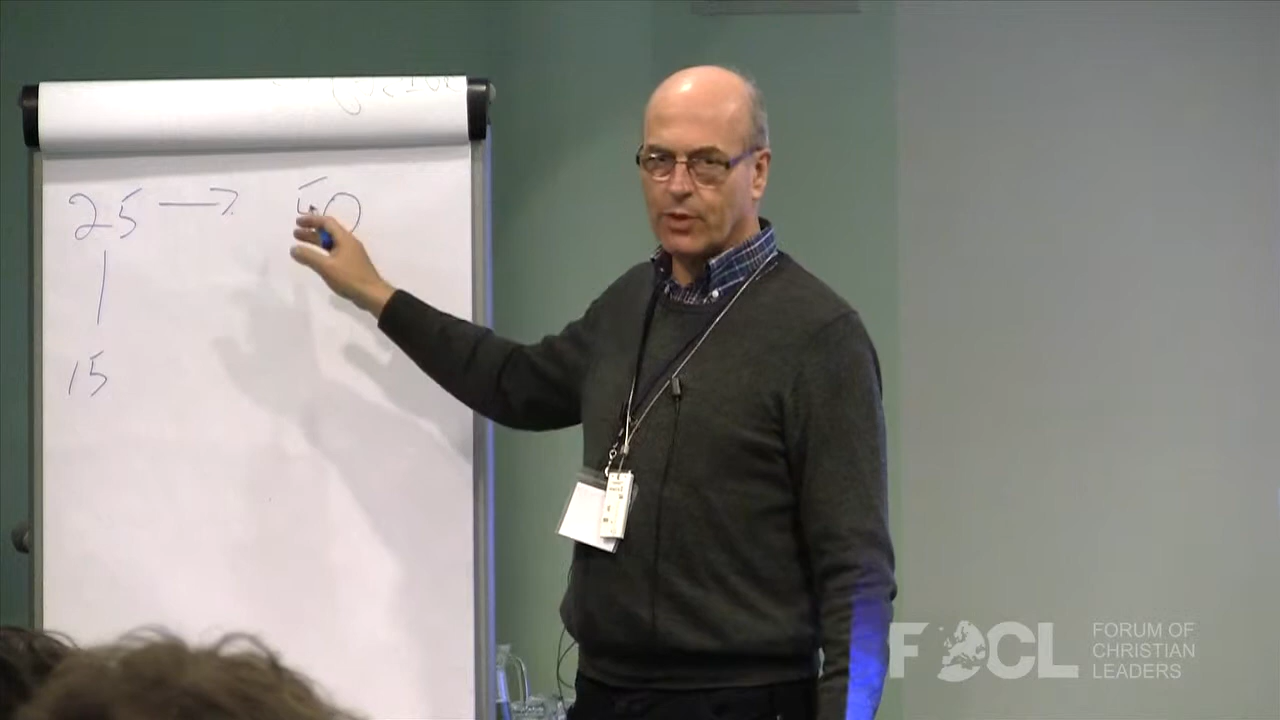 25 → 50
|
15
FOCL FORUM OF
CHRISTIAN
LEADERS